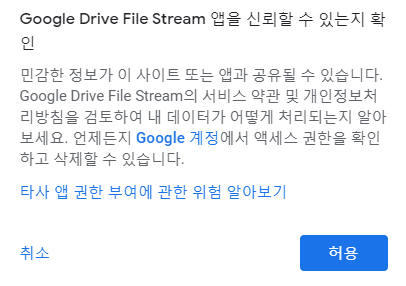 Google Drive File Stream 앱을 신뢰할 수 있는지 확
인
민감한 정보가 이 사이트 또는 앱과 공유될 수 있습니다.
Google Drive File Stream의 서비스 약관 및 개인정보처
리방침을 검토하여 내 데이터가 어떻게 처리되는지 알아
보세요. 언제든지 Google 계정에서 액세스 권한을 확인
하고 삭제할 수 있습니다.
타사 앱 권한 부여에 관한 위험 알아보기
취소
허용